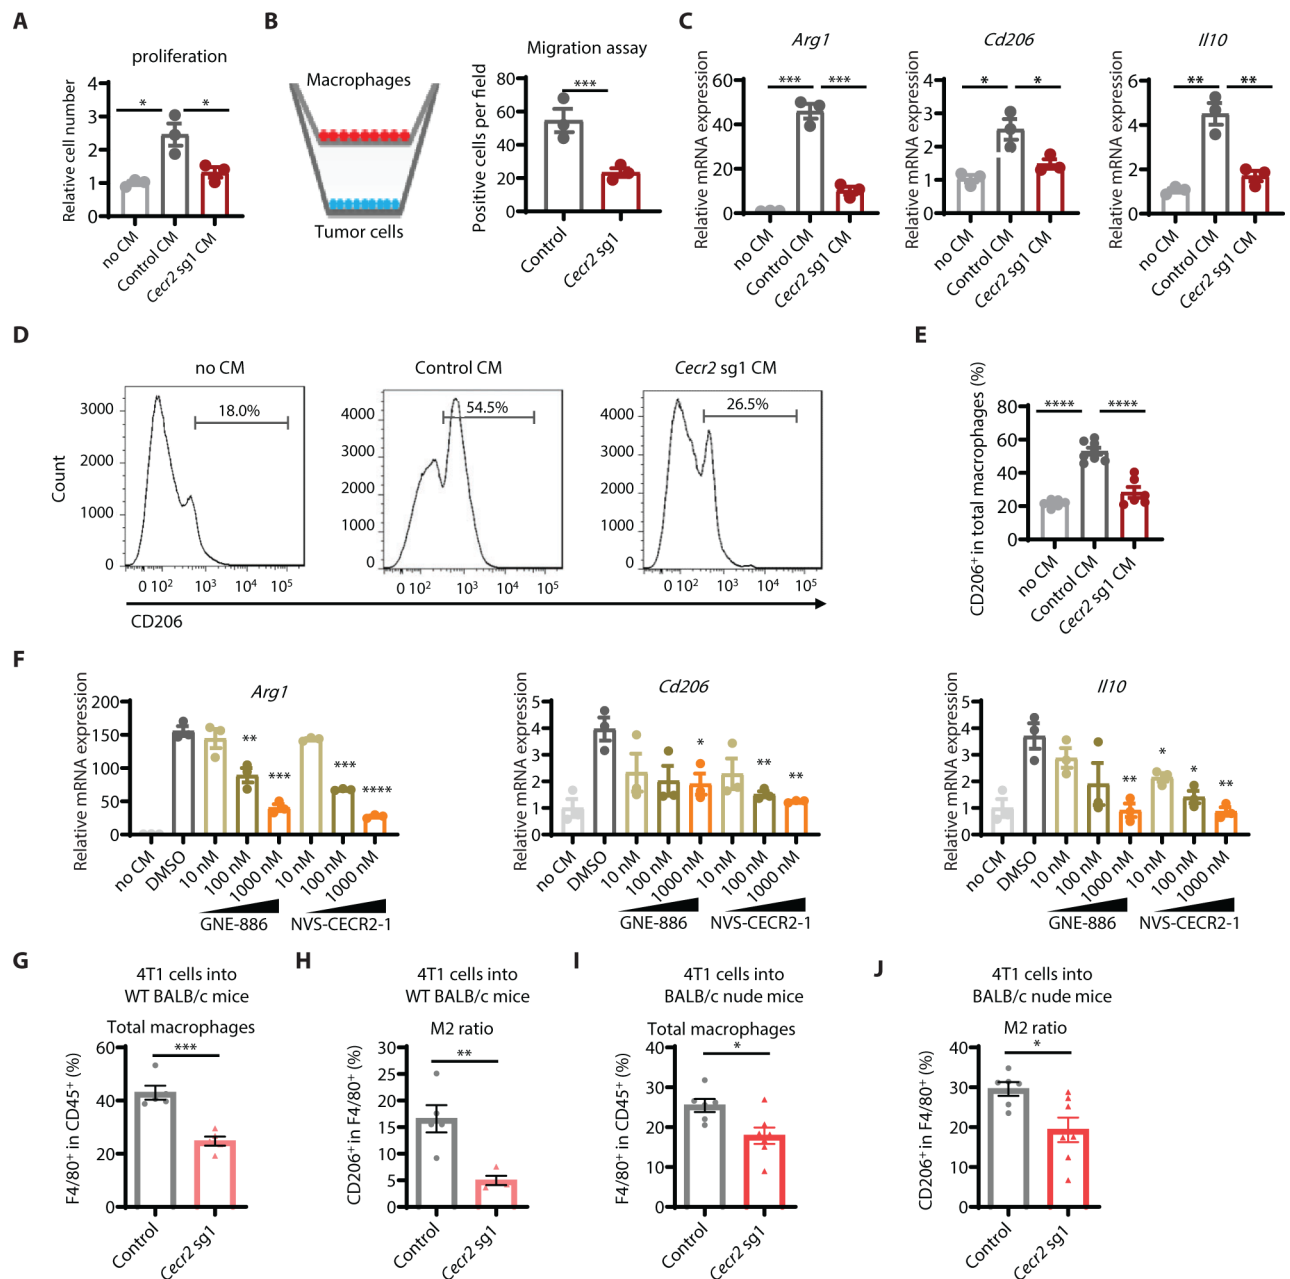 A
proliferation
Relative cell number
4
3
2
1
0
*
*
no CM
Control CM
Cecr2 sg1 CM
B
Macrophages
Tumor cells
Migration assay
Positive cells per field
80
60
40
20
0
***
Control
Cecr2 sg1
C
Arg1
Relative mRNA expression
60
40
20
0
***
***
no CM
Control CM
Cecr2 sg1 CM
Cd206
Relative mRNA expression
4
3
2
1
0
*
*
no CM
Control CM
Cecr2 sg1 CM
Il10
Relative mRNA expression
6
4
2
0
**
**
no CM
Control CM
Cecr2 sg1 CM
D
no CM
Count
3000
2000
1000
0
18.0%
0 10² 10³ 10⁴ 10⁵
Control CM
4000
3000
2000
1000
0
54.5%
0 10² 10³ 10⁴ 10⁵
Cecr2 sg1 CM
4000
3000
2000
1000
0
26.5%
0 10² 10³ 10⁴ 10⁵
CD206
E
CD206⁺ in total macrophages (%)
80
60
40
20
0
****
****
no CM
Control CM
Cecr2 sg1 CM
F
Arg1
Relative mRNA expression
200
150
100
50
0
**
***
***
****
no CM
DMSO
10 nM
100 nM
1000 nM
10 nM
100 nM
1000 nM
GNE-886
NVS-CECR2-1
Cd206
Relative mRNA expression
5
4
3
2
1
0
*
**
**
no CM
DMSO
10 nM
100 nM
1000 nM
10 nM
100 nM
1000 nM
GNE-886
NVS-CECR2-1
Il10
Relative mRNA expression
5
4
3
2
1
0
**
*
*
**
no CM
DMSO
10 nM
100 nM
1000 nM
10 nM
100 nM
1000 nM
GNE-886
NVS-CECR2-1
G
4T1 cells into
WT BALB/c mice
Total macrophages
F4/80⁺ in CD45⁺ (%)
60
40
20
0
***
Control
Cecr2 sg1
H
4T1 cells into
WT BALB/c mice
M2 ratio
CD206⁺ in F4/80⁺ (%)
30
25
20
15
10
5
0
**
Control
Cecr2 sg1
I
4T1 cells into
BALB/c nude mice
Total macrophages
F4/80⁺ in CD45⁺ (%)
40
30
20
10
0
*
Control
Cecr2 sg1
J
4T1 cells into
BALB/c nude mice
M2 ratio
CD206⁺ in F4/80⁺ (%)
40
30
20
10
0
*
Control
Cecr2 sg1